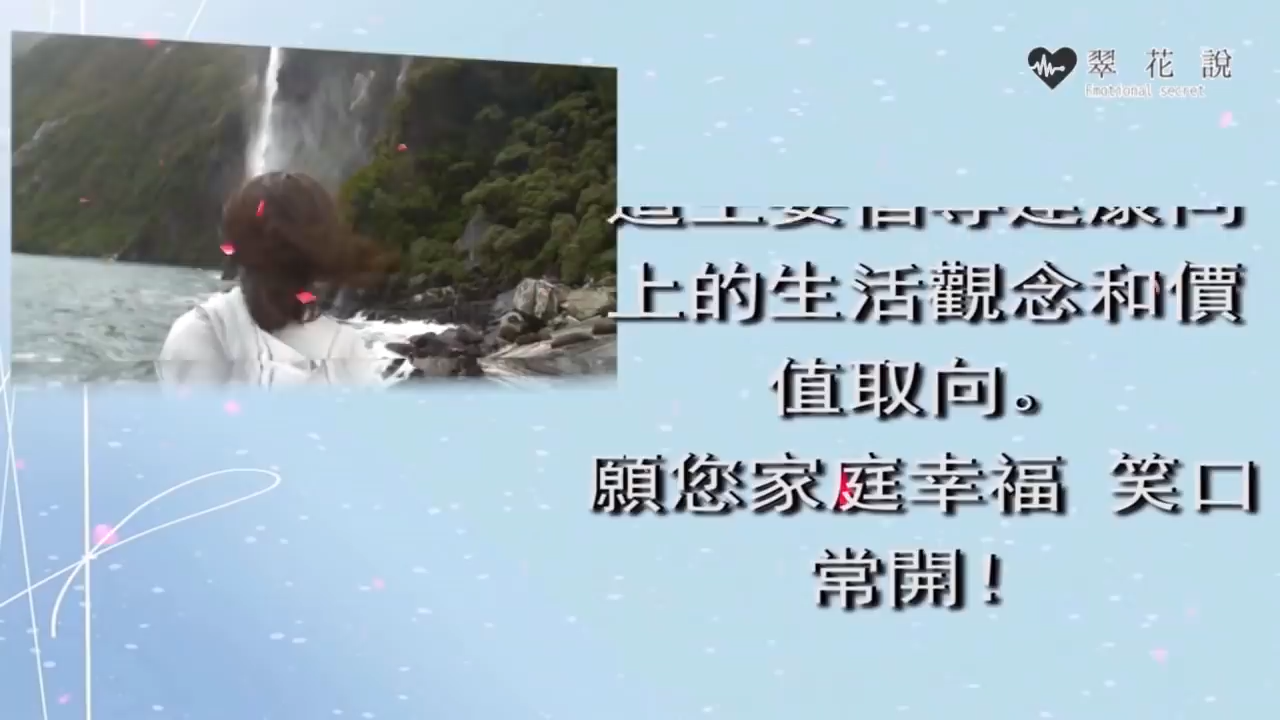 翠花說
Emotional secret
上的生活觀念和價
值取向。
願您家庭幸福 笑口
常開！